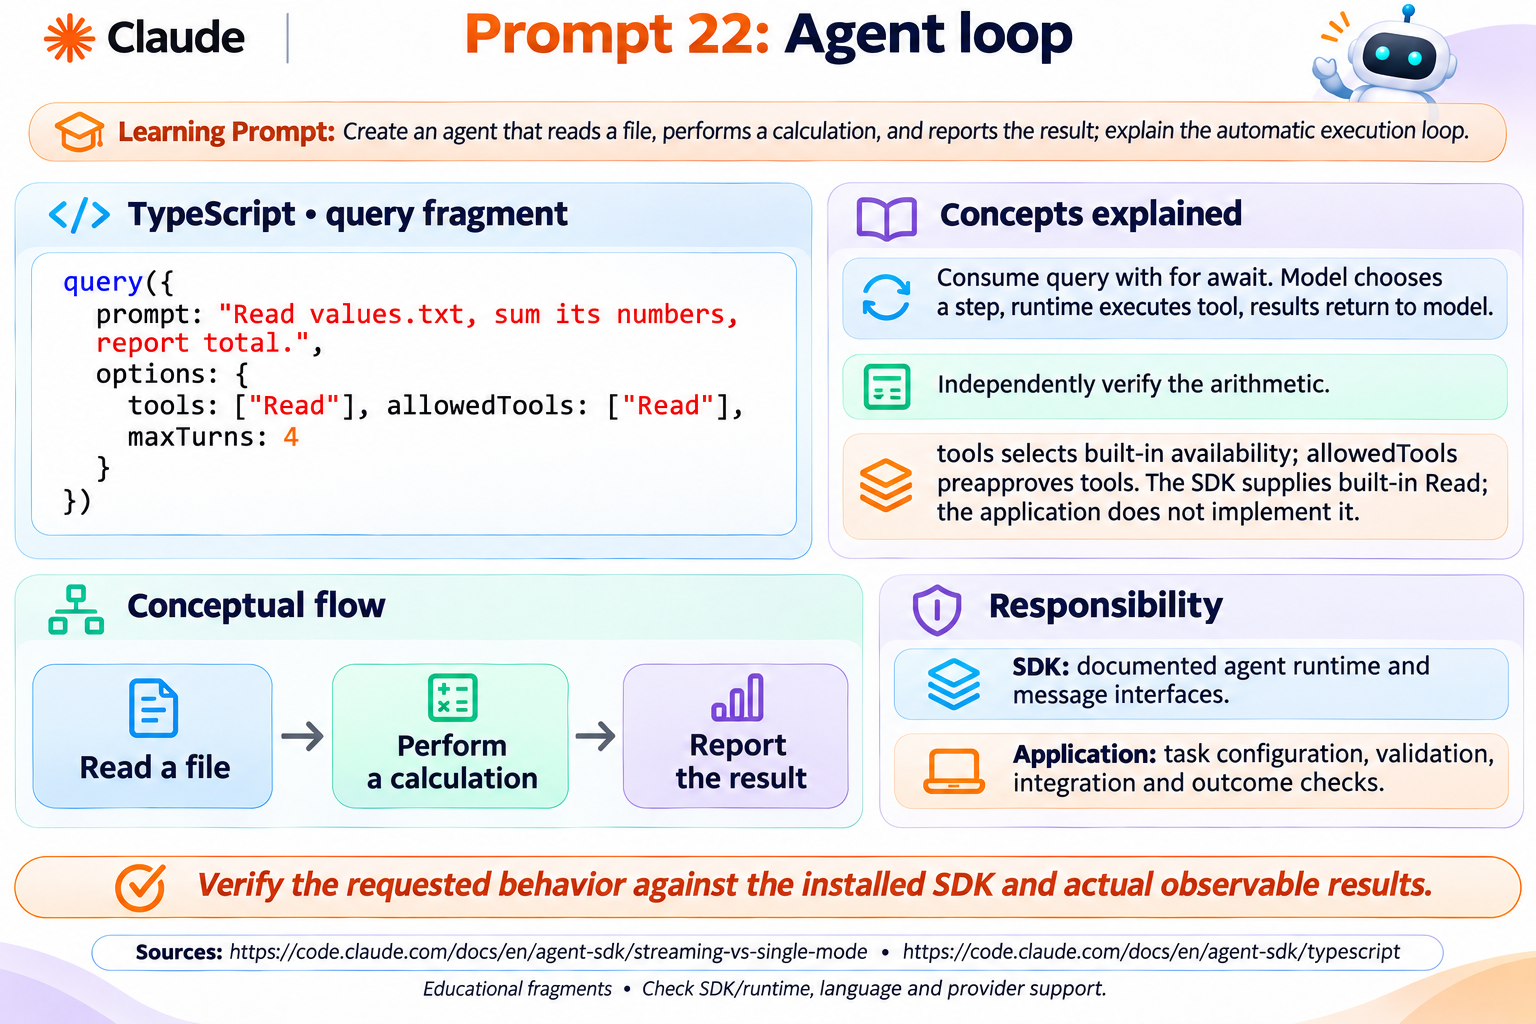 Claude
Prompt 22: Agent loop
Learning Prompt: Create an agent that reads a file, performs a calculation, and reports the result; explain the automatic execution loop.
</> TypeScript • query fragment
query({
prompt: "Read values.txt, sum its numbers,
report total.",
options: {
tools: ["Read"], allowedTools: ["Read"],
maxTurns: 4
}
})
Concepts explained
Consume query with for await. Model chooses
a step, runtime executes tool, results return to model.
Independently verify the arithmetic.
tools selects built-in availability; allowedTools
preapproves tools. The SDK supplies built-in Read;
the application does not implement it.
Conceptual flow
Read a file
Perform
a calculation
Report
the result
Responsibility
SDK: documented agent runtime and
message interfaces.
Application: task configuration, validation,
integration and outcome checks.
Verify the requested behavior against the installed SDK and actual observable results.
Sources: https://code.claude.com/docs/en/agent-sdk/streaming-vs-single-mode • https://code.claude.com/docs/en/agent-sdk/typescript
Educational fragments • Check SDK/runtime, language and provider support.